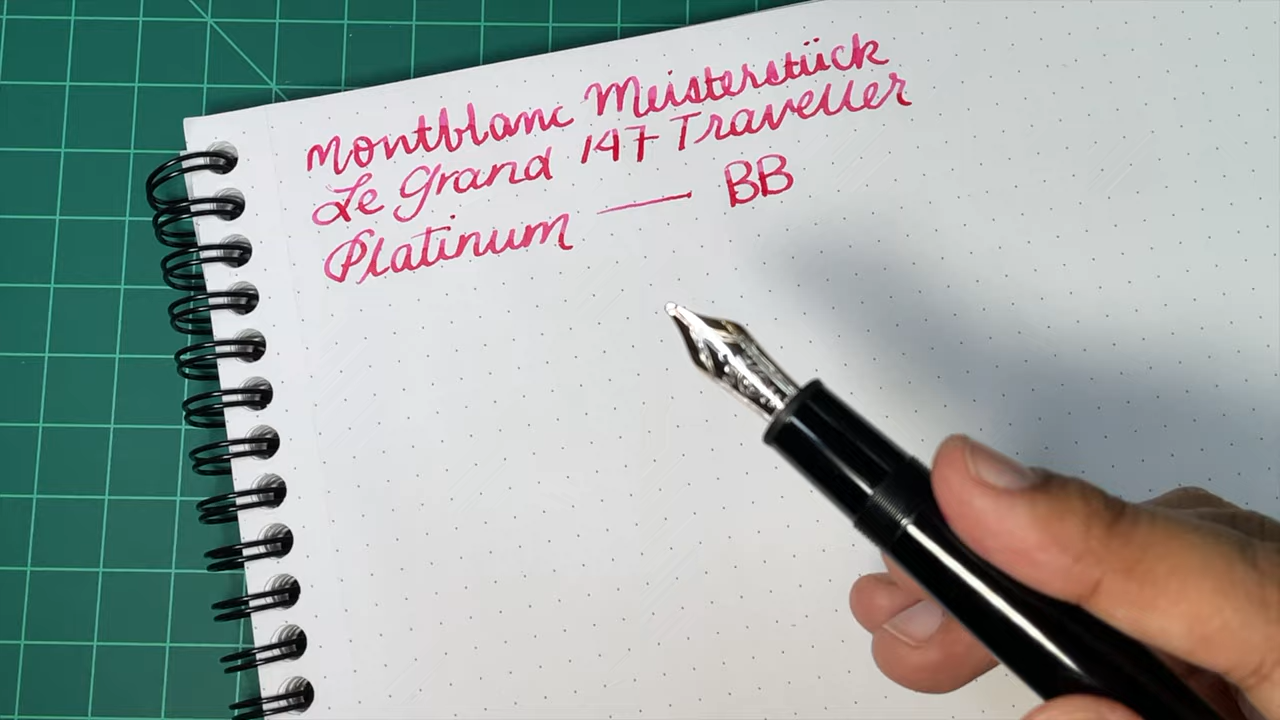 Montblanc Meisterstück
Le Grand 147 Traveller
Platinum — BB